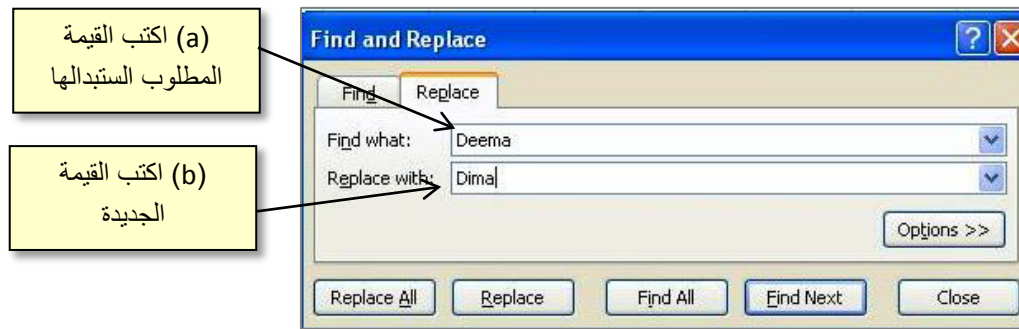 (a) اكتب القيمة
المطلوب الستبدالها
(b) اكتب القيمة
الجديدة
Find and Replace
Find Replace
Find what: Deema
Replace with: Dima
Options >>
Replace All Replace Find All Find Next Close